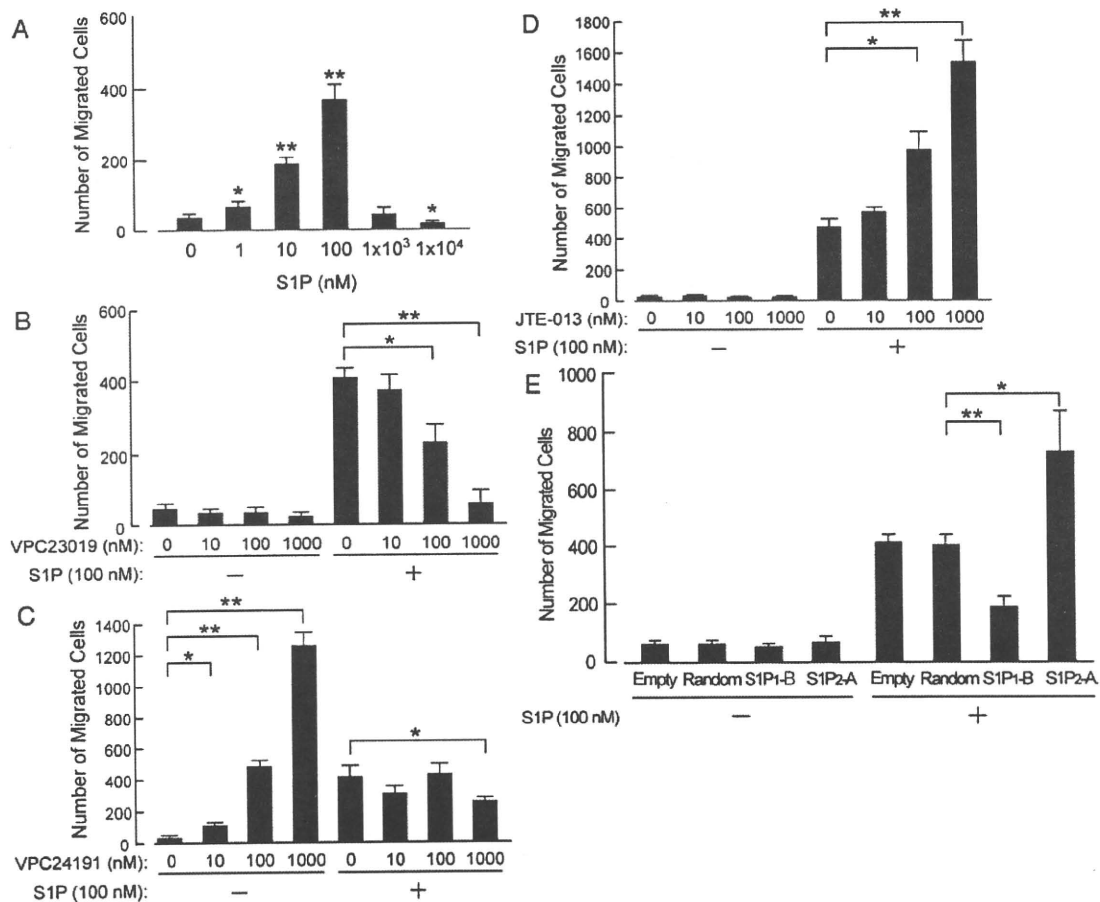 A
Number of Migrated Cells
600
400
200
0
*
**
**
*
0 1 10 100 1x10³ 1x10⁴
S1P (nM)
B
Number of Migrated Cells
600
400
200
0
**
*
VPC23019 (nM): 0 10 100 1000 0 10 100 1000
S1P (100 nM): − +
C
Number of Migrated Cells
1400
1200
1000
800
600
400
200
0
**
**
*
*
VPC24191 (nM): 0 10 100 1000 0 10 100 1000
S1P (100 nM): − +
D
Number of Migrated Cells
1800
1600
1400
1200
1000
800
600
400
200
0
**
*
JTE-013 (nM): 0 10 100 1000 0 10 100 1000
S1P (100 nM): − +
E
Number of Migrated Cells
1000
800
600
400
200
0
*
**
Empty Random S1P1-B S1P2-A Empty Random S1P1-B S1P2-A
S1P (100 nM) − +